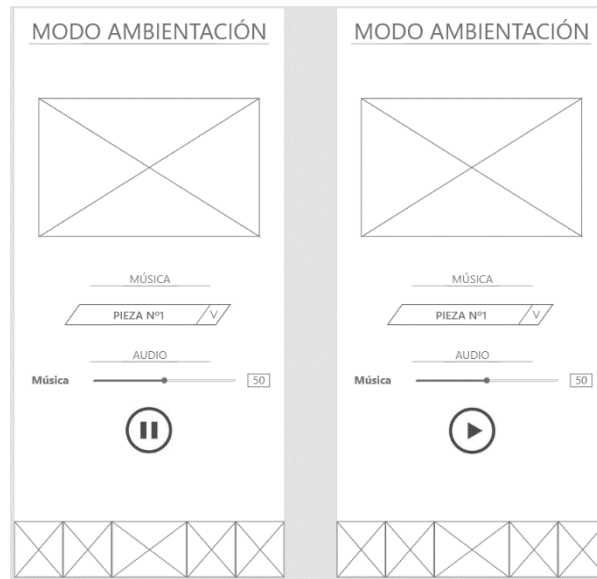 MODO AMBIENTACIÓN
MÚSICA
PIEZA Nº1 V
AUDIO
Música 50
MODO AMBIENTACIÓN
MÚSICA
PIEZA Nº1 V
AUDIO
Música 50